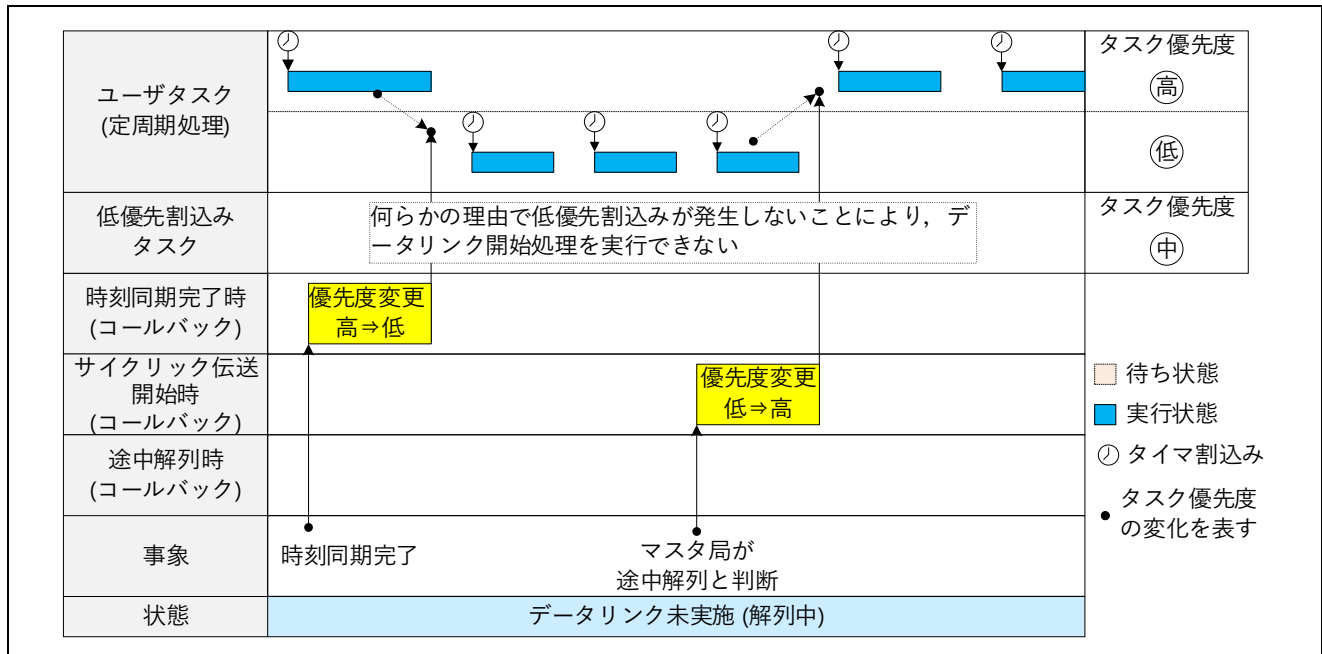 ユーザタスク
(定周期処理)
タスク優先度
高
低
低優先割込み
タスク
何らかの理由で低優先割込みが発生しないことにより，デ
ータリンク開始処理を実行できない
タスク優先度
中
時刻同期完了時
(コールバック)
優先度変更
高⇒低
サイクリック伝送
開始時
(コールバック)
優先度変更
低⇒高
途中解列時
(コールバック)
事象
時刻同期完了
マスタ局が
途中解列と判断
状態
データリンク未実施 (解列中)
待ち状態
実行状態
タイマ割込み
タスク優先度
の変化を表す